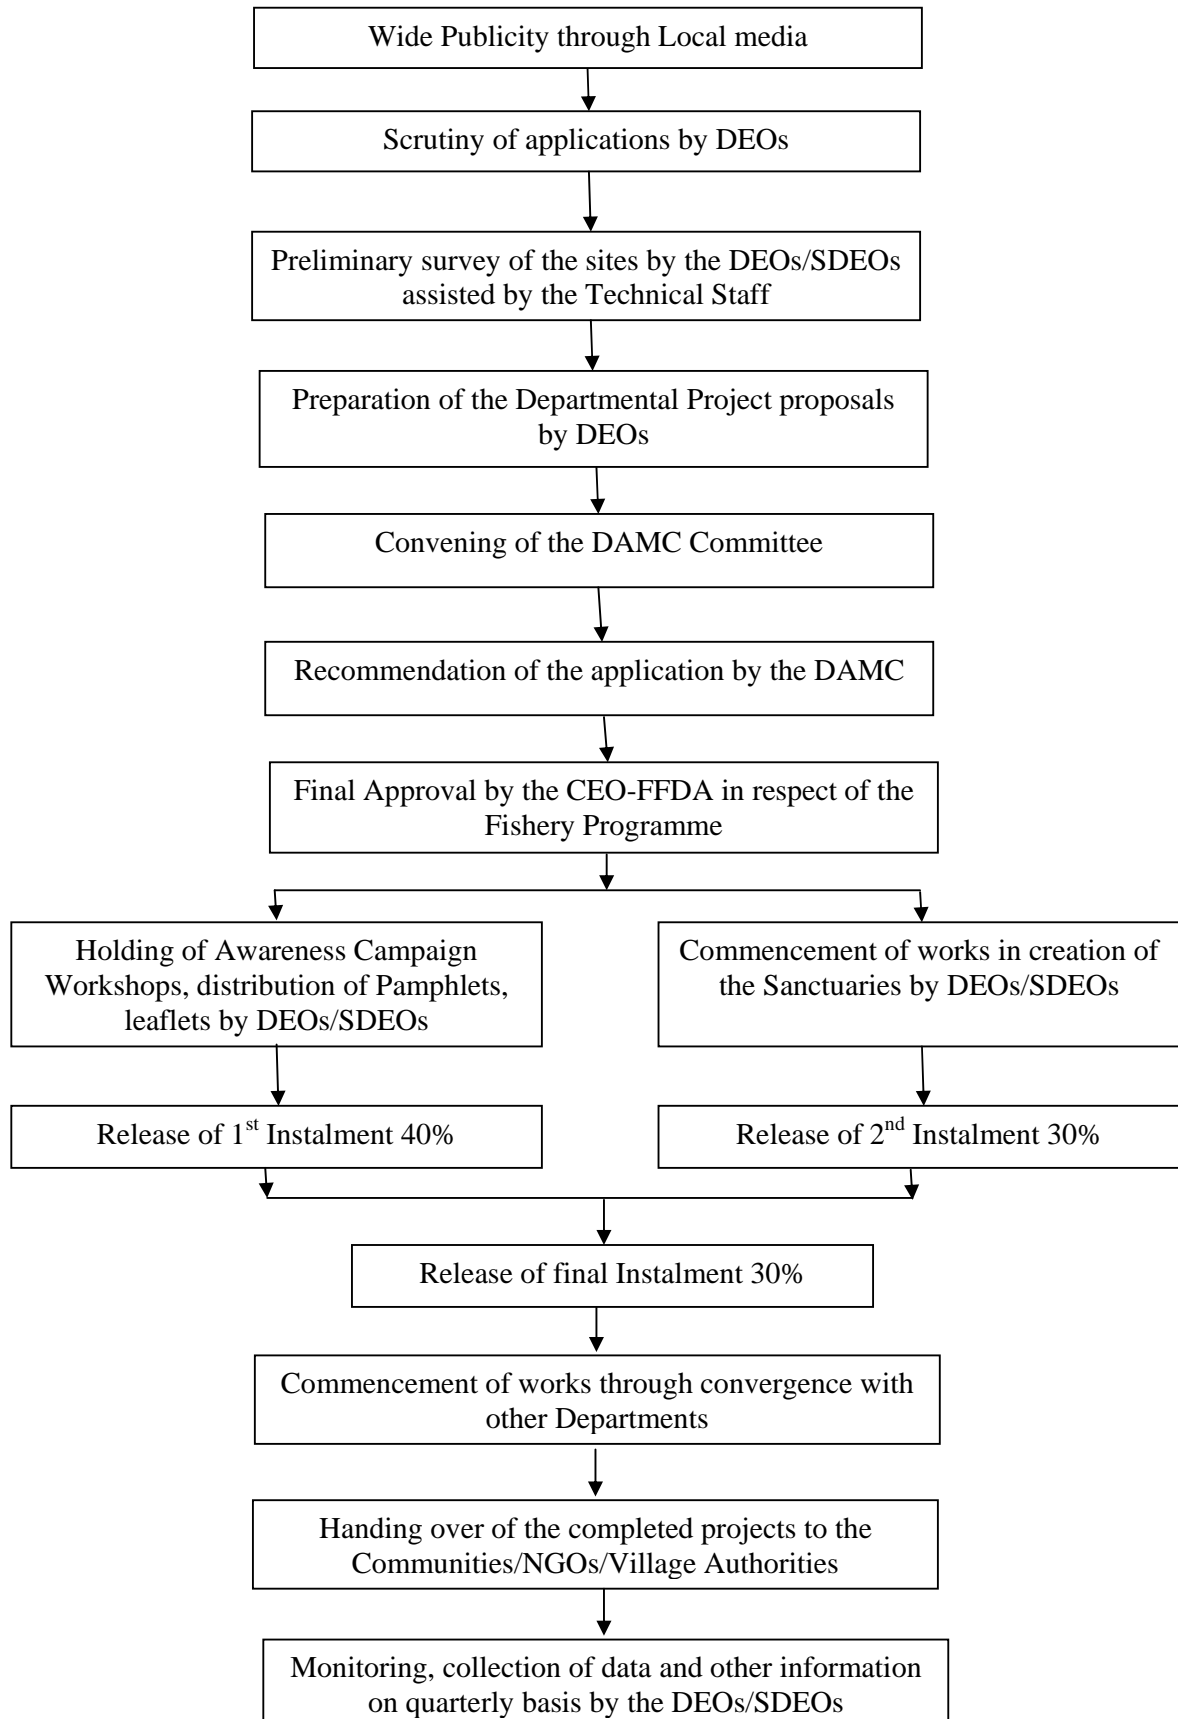 Wide Publicity through Local media
Scrutiny of applications by DEOs
Preliminary survey of the sites by the DEOs/SDEOs
assisted by the Technical Staff
Preparation of the Departmental Project proposals
by DEOs
Convening of the DAMC Committee
Recommendation of the application by the DAMC
Final Approval by the CEO-FFDA in respect of the
Fishery Programme
Holding of Awareness Campaign
Workshops, distribution of Pamphlets,
leaflets by DEOs/SDEOs
Commencement of works in creation of
the Sanctuaries by DEOs/SDEOs
Release of 1st Instalment 40%
Release of 2nd Instalment 30%
Release of final Instalment 30%
Commencement of works through convergence with
other Departments
Handing over of the completed projects to the
Communities/NGOs/Village Authorities
Monitoring, collection of data and other information
on quarterly basis by the DEOs/SDEOs